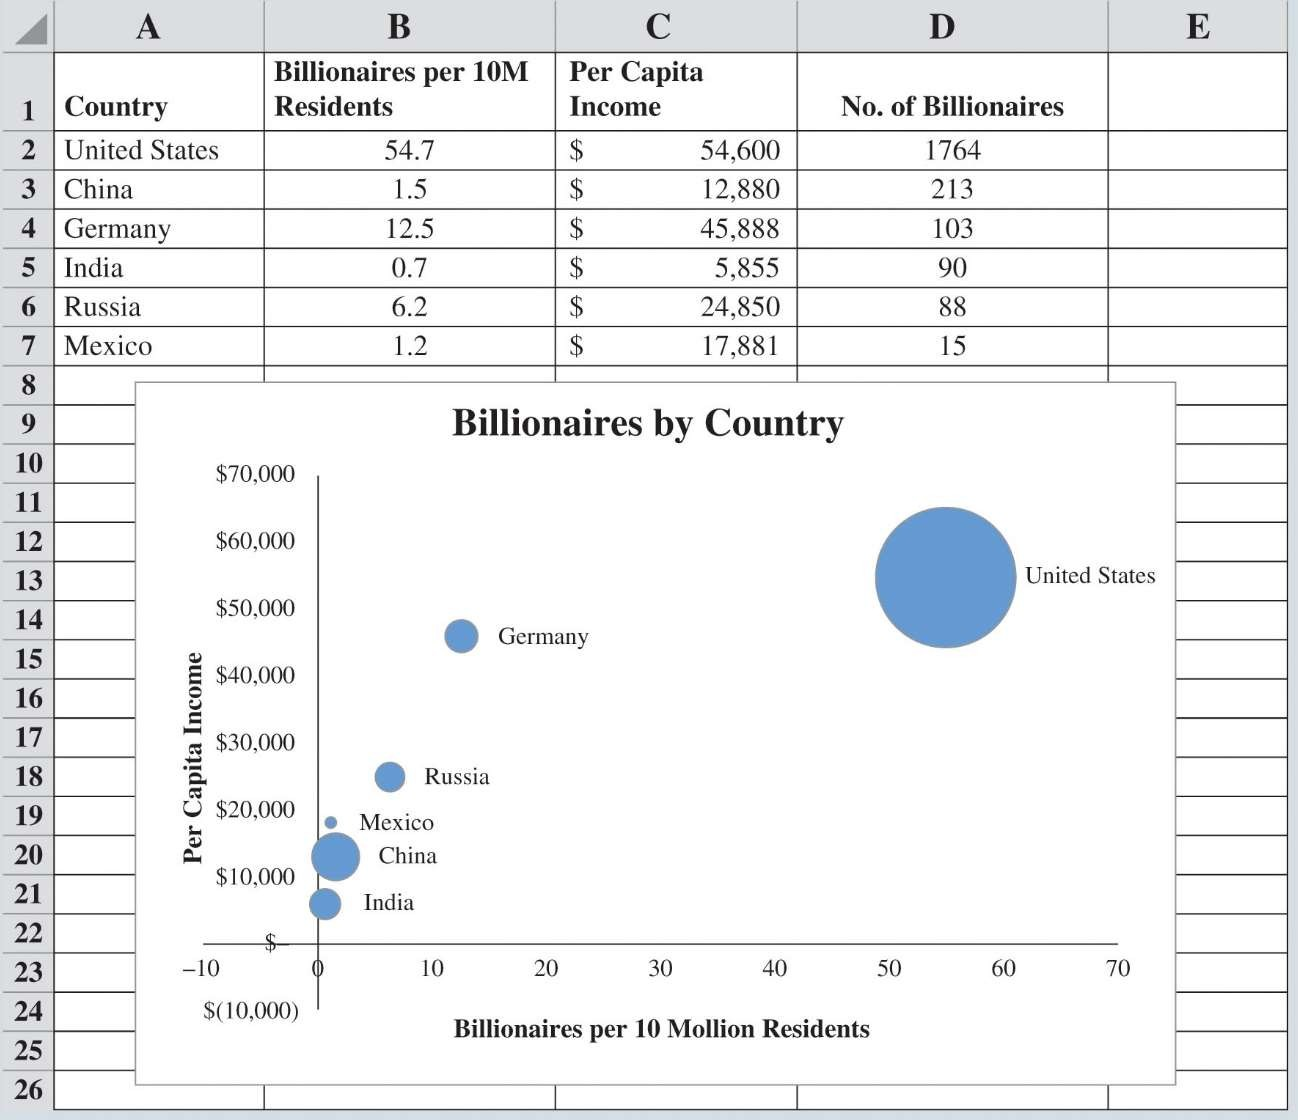 A B C D E
1 Country Billionaires per 10M Residents Per Capita Income No. of Billionaires
2 United States 54.7 $ 54,600 1764
3 China 1.5 $ 12,880 213
4 Germany 12.5 $ 45,888 103
5 India 0.7 $ 5,855 90
6 Russia 6.2 $ 24,850 88
7 Mexico 1.2 $ 17,881 15
8
9 Billionaires by Country
10 $70,000
11
12 $60,000
13 United States
14 $50,000
15 Germany
16 $40,000
17 $30,000
18 Russia
19 $20,000 Mexico
20 China
21 $10,000 India
22 $–
23 −10 0 10 20 30 40 50 60 70
24 $(10,000)
Per Capita Income
25 Billionaires per 10 Mollion Residents
26